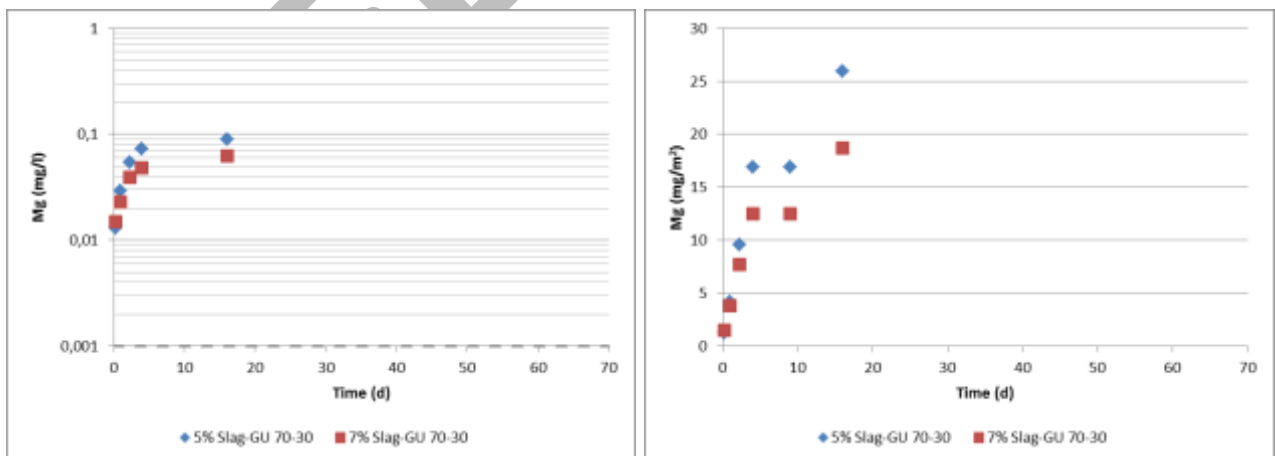 1
0,1
0,01
0,001
Mg (mg/l)
0 10 20 30 40 50 60 70
Time (d)
5% Slag-GU 70-30 7% Slag-GU 70-30
30
25
20
15
10
5
0
Mg (mg/m²)
0 10 20 30 40 50 60 70
Time (d)
5% Slag-GU 70-30 7% Slag-GU 70-30